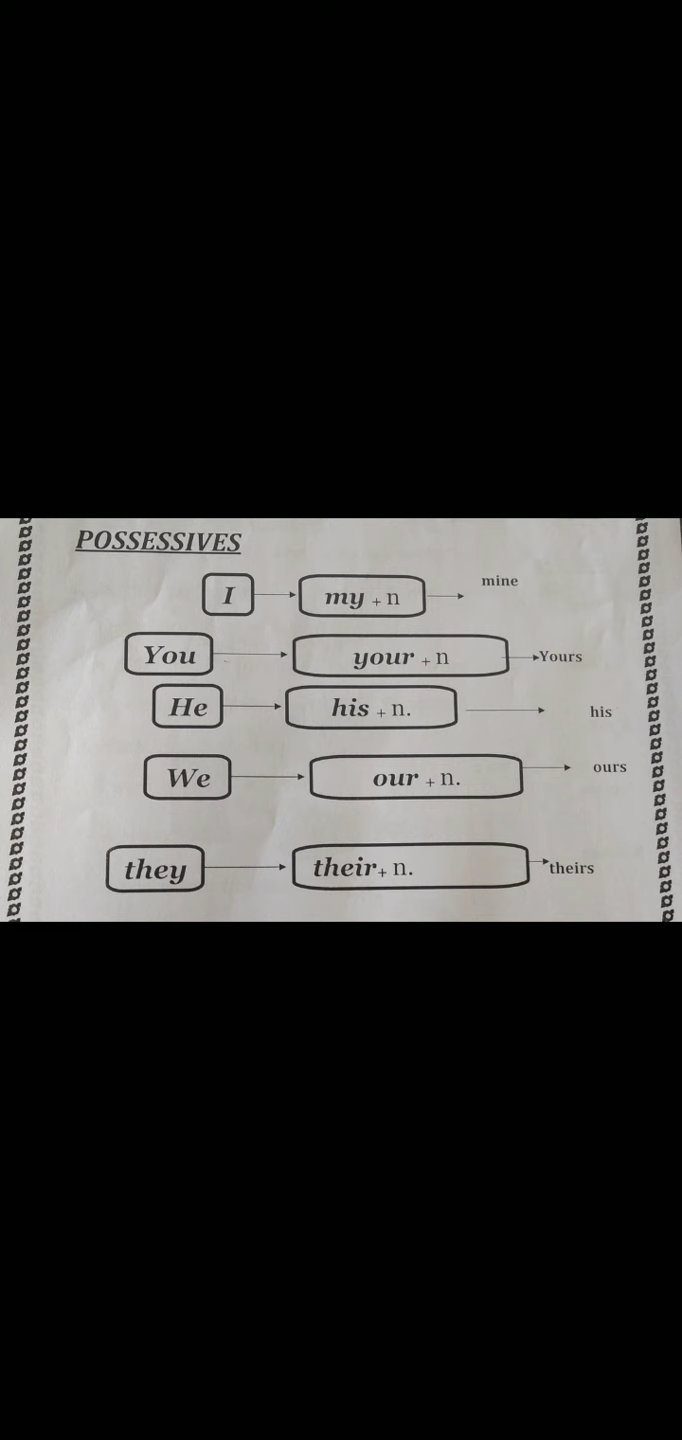 POSSESSIVES
I my + n mine
You your + n Yours
He his + n. his
We our + n. ours
they their+ n. theirs